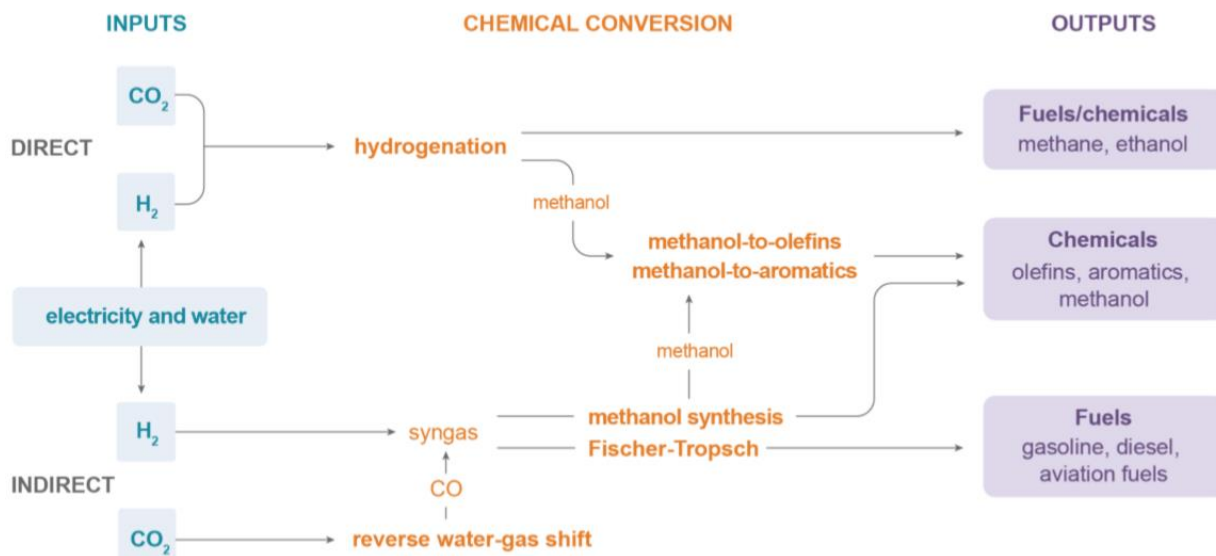 INPUTS
CHEMICAL CONVERSION
OUTPUTS
CO₂
DIRECT
H₂
hydrogenation
Fuels/chemicals
methane, ethanol
methanol
methanol-to-olefins
methanol-to-aromatics
Chemicals
olefins, aromatics,
methanol
electricity and water
methanol
H₂
syngas
methanol synthesis
Fischer-Tropsch
Fuels
gasoline, diesel,
aviation fuels
INDIRECT
CO
CO₂
reverse water-gas shift